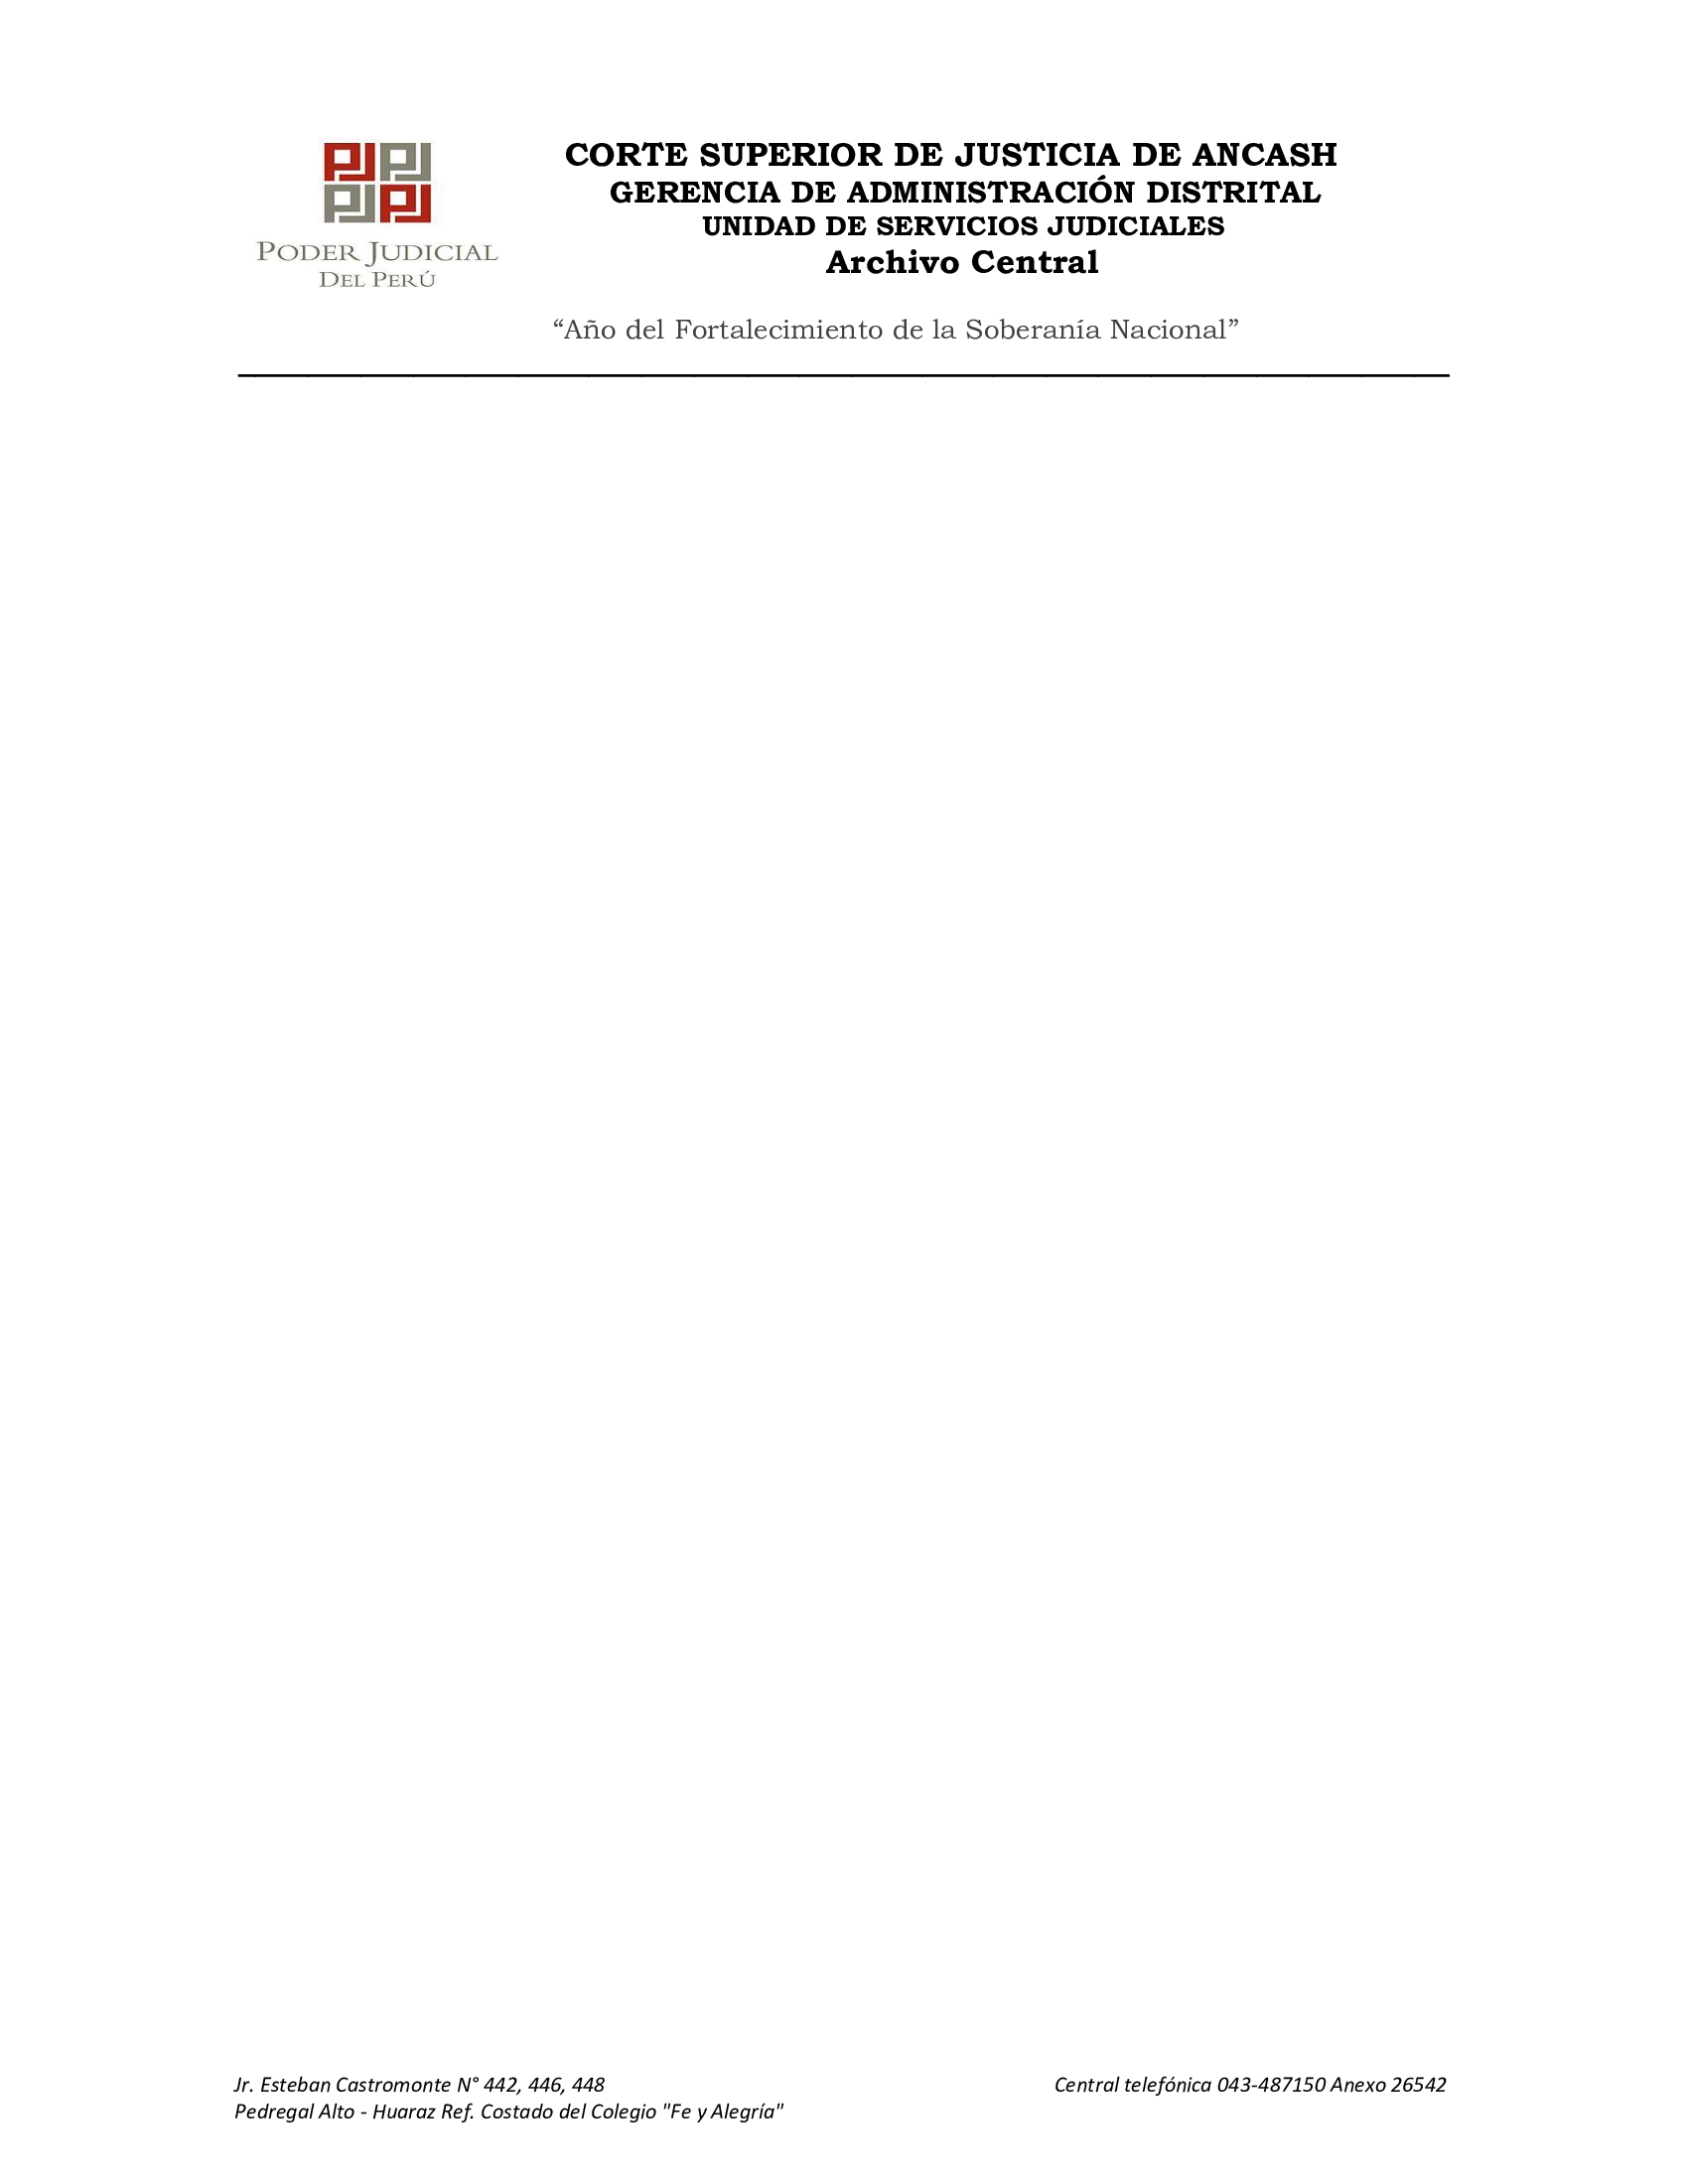 CORTE SUPERIOR DE JUSTICIA DE ANCASH
GERENCIA DE ADMINISTRACIÓN DISTRITAL
UNIDAD DE SERVICIOS JUDICIALES
Archivo Central
PODER JUDICIAL
DEL PERÚ
“Año del Fortalecimiento de la Soberanía Nacional”
Jr. Esteban Castromonte N° 442, 446, 448
Central telefónica 043-487150 Anexo 26542
Pedregal Alto - Huaraz Ref. Costado del Colegio "Fe y Alegría"